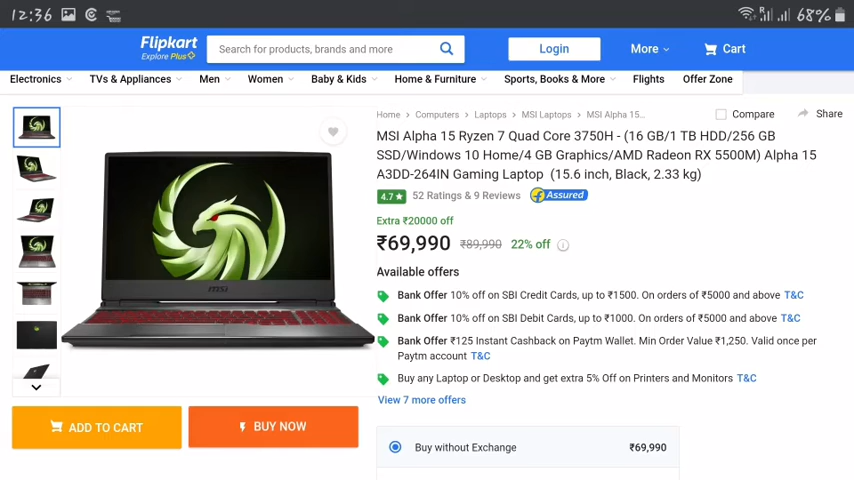 12:36
68%
Flipkart
Explore Plus
Search for products, brands and more
Login
More
Cart
Electronics
TVs & Appliances
Men
Women
Baby & Kids
Home & Furniture
Sports, Books & More
Flights
Offer Zone
Home > Computers > Laptops > MSI Laptops > MSI Alpha 15...
Compare
Share
MSI Alpha 15 Ryzen 7 Quad Core 3750H - (16 GB/1 TB HDD/256 GB
SSD/Windows 10 Home/4 GB Graphics/AMD Radeon RX 5500M) Alpha 15
A3DD-264IN Gaming Laptop (15.6 inch, Black, 2.33 kg)
4.7★ 52 Ratings & 9 Reviews Assured
Extra ₹20000 off
₹69,990 ₹89,990 22% off
Available offers
Bank Offer 10% off on SBI Credit Cards, up to ₹1500. On orders of ₹5000 and above T&C
Bank Offer 10% off on SBI Debit Cards, up to ₹1000. On orders of ₹5000 and above T&C
Bank Offer ₹125 Instant Cashback on Paytm Wallet. Min Order Value ₹1,250. Valid once per
Paytm account T&C
Buy any Laptop or Desktop and get extra 5% Off on Printers and Monitors T&C
View 7 more offers
Buy without Exchange ₹69,990
msi
ADD TO CART
BUY NOW